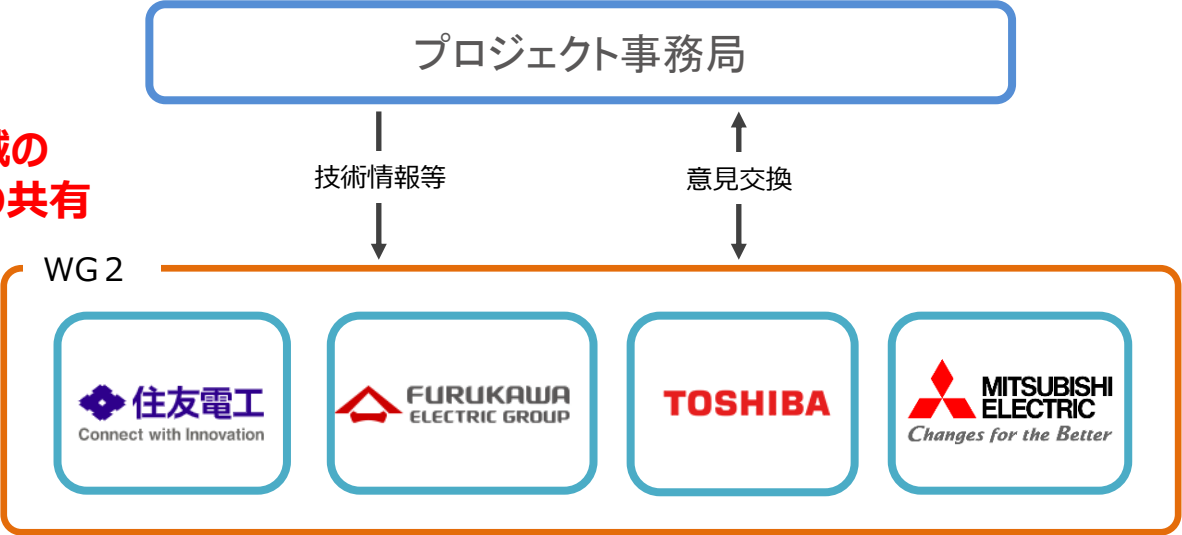 プロジェクト事務局
技術情報等
意見交換
の
共有
WG２
住友電工
Connect with Innovation
FURUKAWA
ELECTRIC GROUP
TOSHIBA
MITSUBISHI
ELECTRIC
Changes for the Better